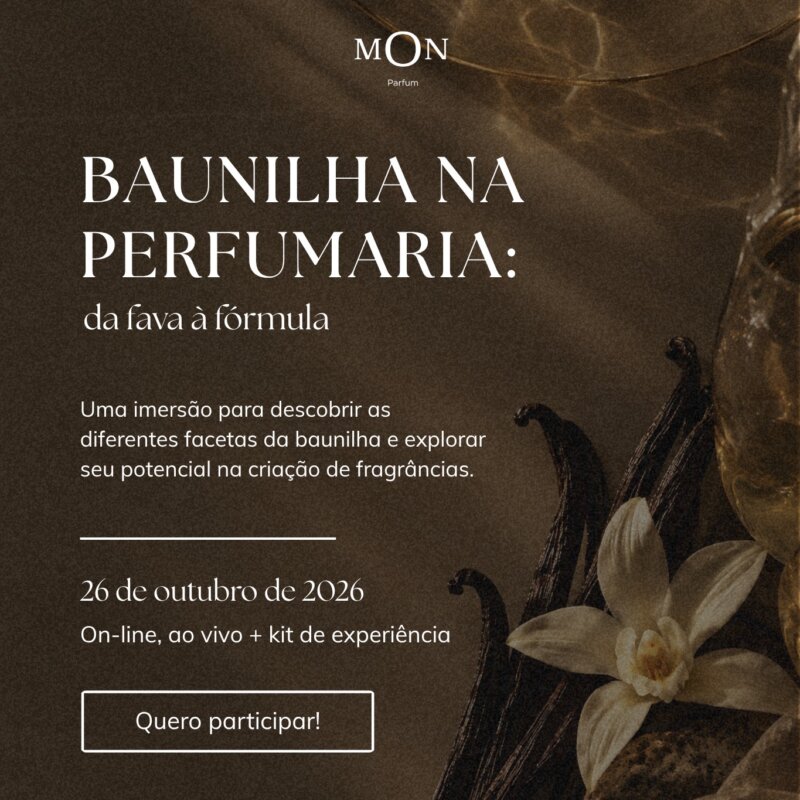 MON
Parfum
BAUNILHA NA
PERFUMARIA:
da fava à fórmula
Uma imersão para descobrir as
diferentes facetas da baunilha e explorar
seu potencial na criação de fragrâncias.
26 de outubro de 2026
On-line, ao vivo + kit de experiência
Quero participar!